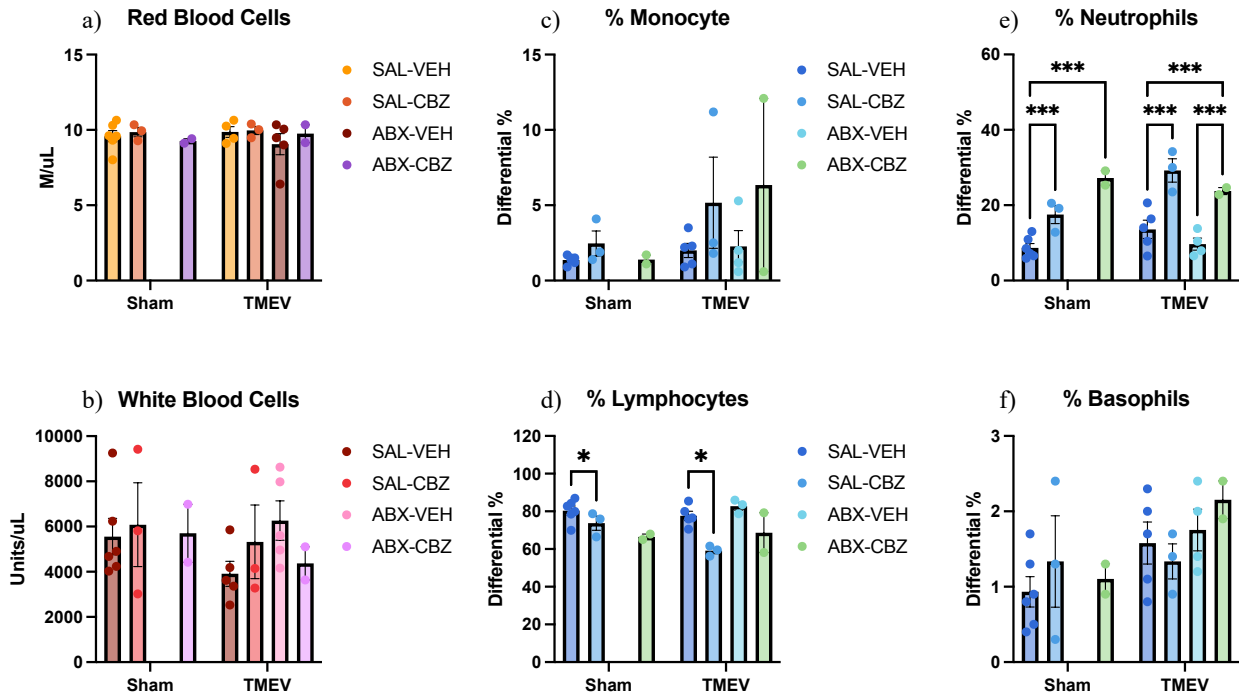 a) Red Blood Cells
M/uL
15
10
5
0
Sham TMEV
SAL-VEH
SAL-CBZ
ABX-VEH
ABX-CBZ
c) % Monocyte
Differential %
15
10
5
0
Sham TMEV
SAL-VEH
SAL-CBZ
ABX-VEH
ABX-CBZ
e) % Neutrophils
Differential %
60
40
20
0
*** *** *** *** ***
Sham TMEV
b) White Blood Cells
Units/uL
10000
8000
6000
4000
2000
0
Sham TMEV
SAL-VEH
SAL-CBZ
ABX-VEH
ABX-CBZ
d) % Lymphocytes
Differential %
120
100
80
60
40
20
0
* *
Sham TMEV
SAL-VEH
SAL-CBZ
ABX-VEH
ABX-CBZ
f) % Basophils
Differential %
3
2
1
0
Sham TMEV